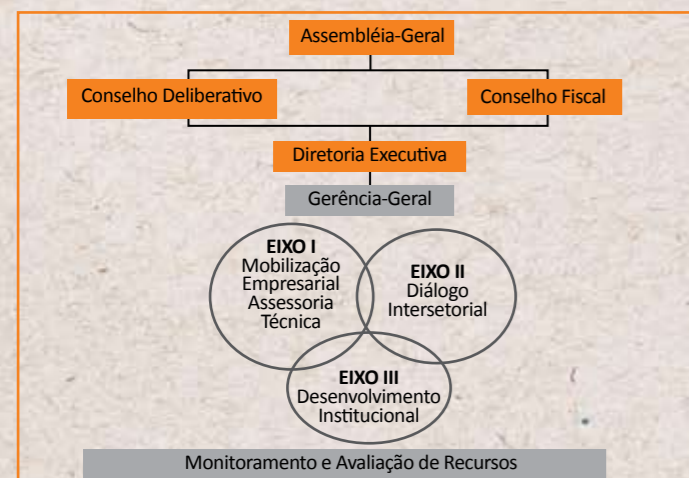 Assembléia-Geral
Conselho Deliberativo
Conselho Fiscal
Diretoria Executiva
Gerência-Geral
EIXO I
Mobilização
Empresarial
Assessoria
Técnica
EIXO II
Diálogo
Intersetorial
EIXO III
Desenvolvimento
Institucional
Monitoramento e Avaliação de Recursos